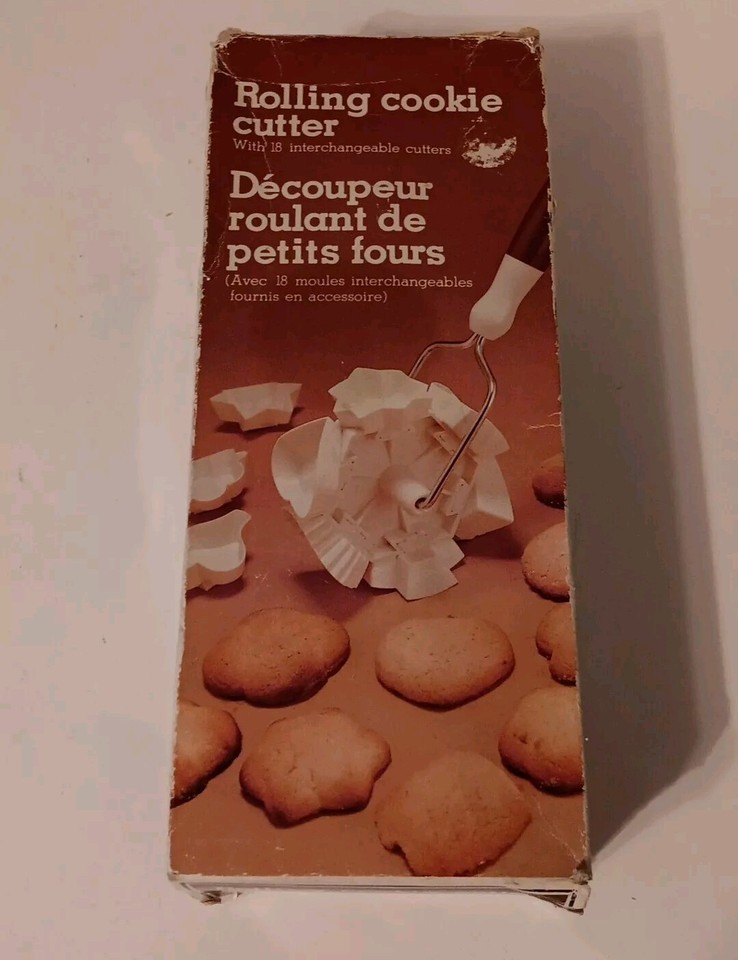 Rolling cookie
cutter
With 18 interchangeable cutters
Découpeur
roulant de
petits fours
(Avec 18 moules interchangeables
fournis en accessoire)